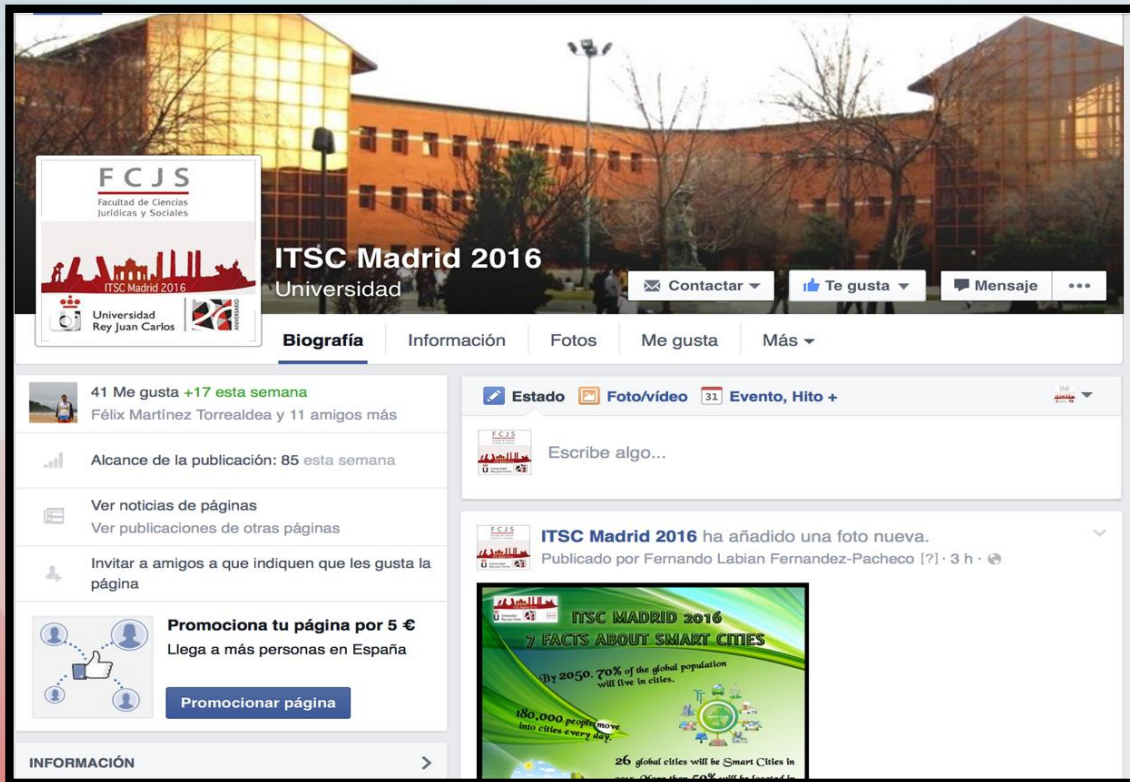 FCJS
Facultad de Ciencias
Jurídicas y Sociales
ITSC Madrid 2016
Universidad
Rey Juan Carlos
ANIVERSARIO
ITSC Madrid 2016
Universidad
Contactar
Te gusta
Mensaje
Biografía Información Fotos Me gusta Más
41 Me gusta +17 esta semana
Félix Martínez Torrealdea y 11 amigos más
Alcance de la publicación: 85 esta semana
Ver noticias de páginas
Ver publicaciones de otras páginas
Invitar a amigos a que indiquen que les gusta la
página
Promociona tu página por 5 €
Llega a más personas en España
Promocionar página
INFORMACIÓN
Estado Foto/vídeo 31 Evento, Hito +
FCJS
Escribe algo...
FCJS
ITSC Madrid 2016 ha añadido una foto nueva.
Publicado por Fernando Labian Fernandez-Pacheco [?] · 3 h ·
ITSC MADRID 2016
7 FACTS ABOUT SMART CITIES
By 2050, 70% of the global population
will live in cities.
180,000 people move
into cities every day.
26 global cities will be Smart Cities in